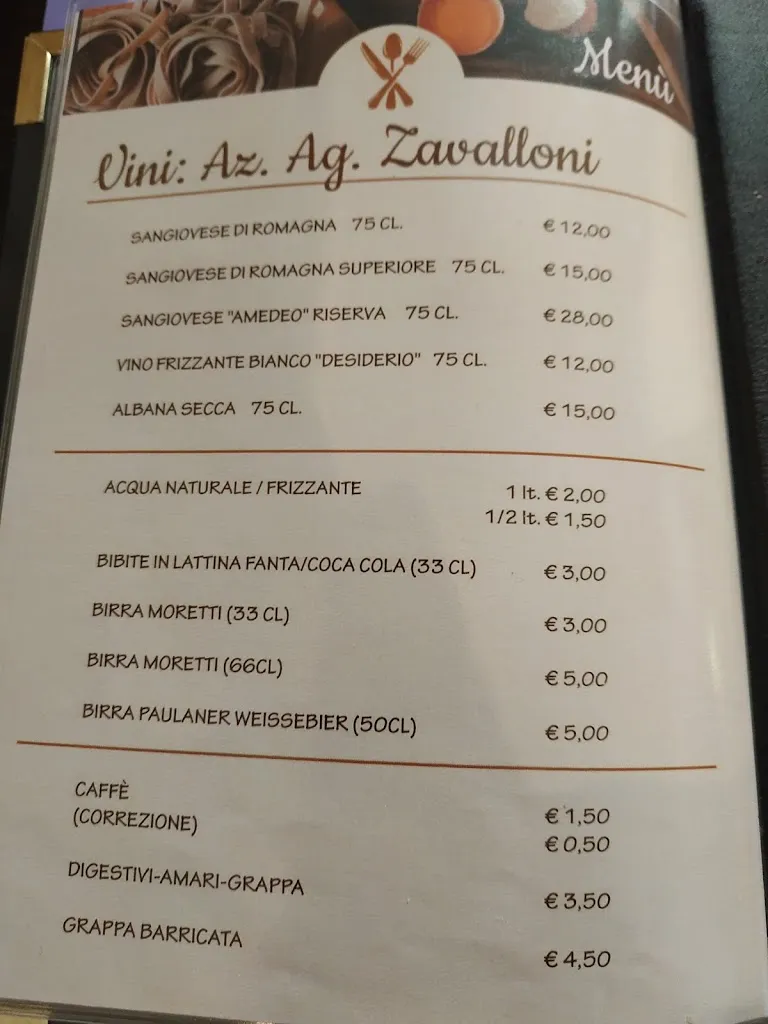 Menù
Vini: Az. Ag. Zavalloni
SANGIOVESE DI ROMAGNA 75 CL. € 12,00
SANGIOVESE DI ROMAGNA SUPERIORE 75 CL. € 15,00
SANGIOVESE "AMEDEO" RISERVA 75 CL. € 28,00
VINO FRIZZANTE BIANCO "DESIDERIO" 75 CL. € 12,00
ALBANA SECCA 75 CL. € 15,00
ACQUA NATURALE / FRIZZANTE 1 lt. € 2,00
1/2 lt. € 1,50
BIBITE IN LATTINA FANTA/COCA COLA (33 CL) € 3,00
BIRRA MORETTI (33 CL) € 3,00
BIRRA MORETTI (66CL) € 5,00
BIRRA PAULANER WEISSEBIER (50CL) € 5,00
CAFFÈ € 1,50
(CORREZIONE) € 0,50
DIGESTIVI-AMARI-GRAPPA € 3,50
GRAPPA BARRICATA € 4,50